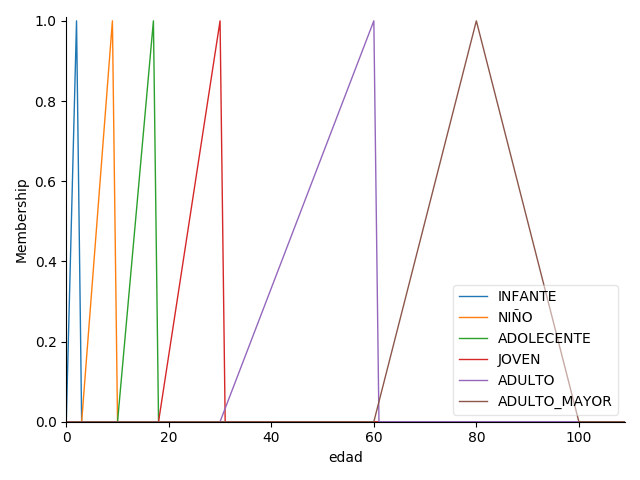 1.0
0.8
0.6
0.4
0.2
0.0
Membership
0 20 40 60 80 100
edad
INFANTE
NIÑO
ADOLECENTE
JOVEN
ADULTO
ADULTO_MAYOR